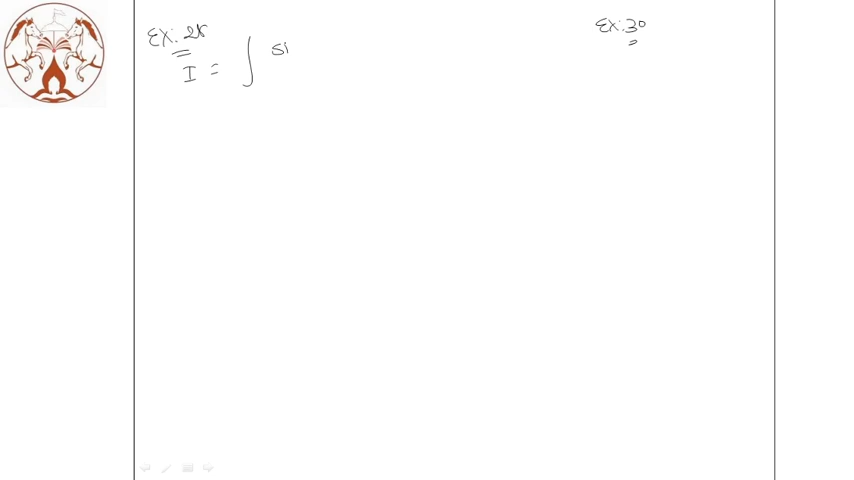 Ex: 28
I = ∫ si
Ex: 30